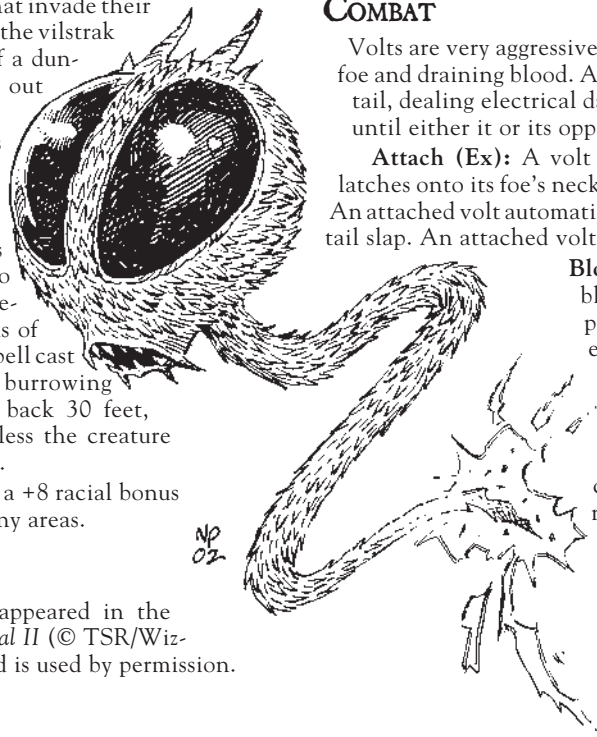 hat invade their
the vilstrak
f a dun-
out
s
o
e-
s of
pell cast
burrowing
back 30 feet,
less the creature
.
a +8 racial bonus
ny areas.
appeared in the
al II (© TSR/Wiz-
d is used by permission.
COMBAT
Volts are very aggressive
foe and draining blood. A
tail, dealing electrical da
until either it or its opp
Attach (Ex): A volt
latches onto its foe's neck
An attached volt automati
tail slap. An attached volt
Blo
bl
p
e
NP
02